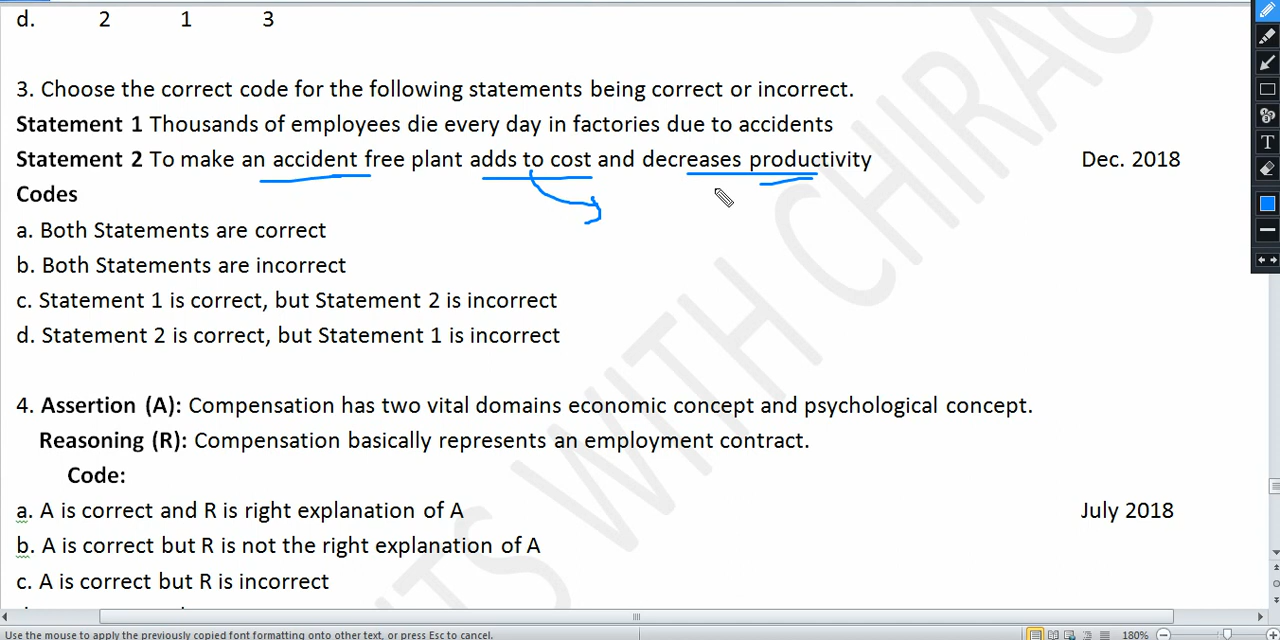 d. 2 1 3
3. Choose the correct code for the following statements being correct or incorrect.
Statement 1 Thousands of employees die every day in factories due to accidents
Statement 2 To make an accident free plant adds to cost and decreases productivity Dec. 2018
Codes
a. Both Statements are correct
b. Both Statements are incorrect
c. Statement 1 is correct, but Statement 2 is incorrect
d. Statement 2 is correct, but Statement 1 is incorrect
4. Assertion (A): Compensation has two vital domains economic concept and psychological concept.
Reasoning (R): Compensation basically represents an employment contract.
Code:
a. A is correct and R is right explanation of A July 2018
b. A is correct but R is not the right explanation of A
c. A is correct but R is incorrect
WITH CHIRAG
Use the mouse to apply the previously copied font formatting onto other text, or press Esc to cancel. 180%